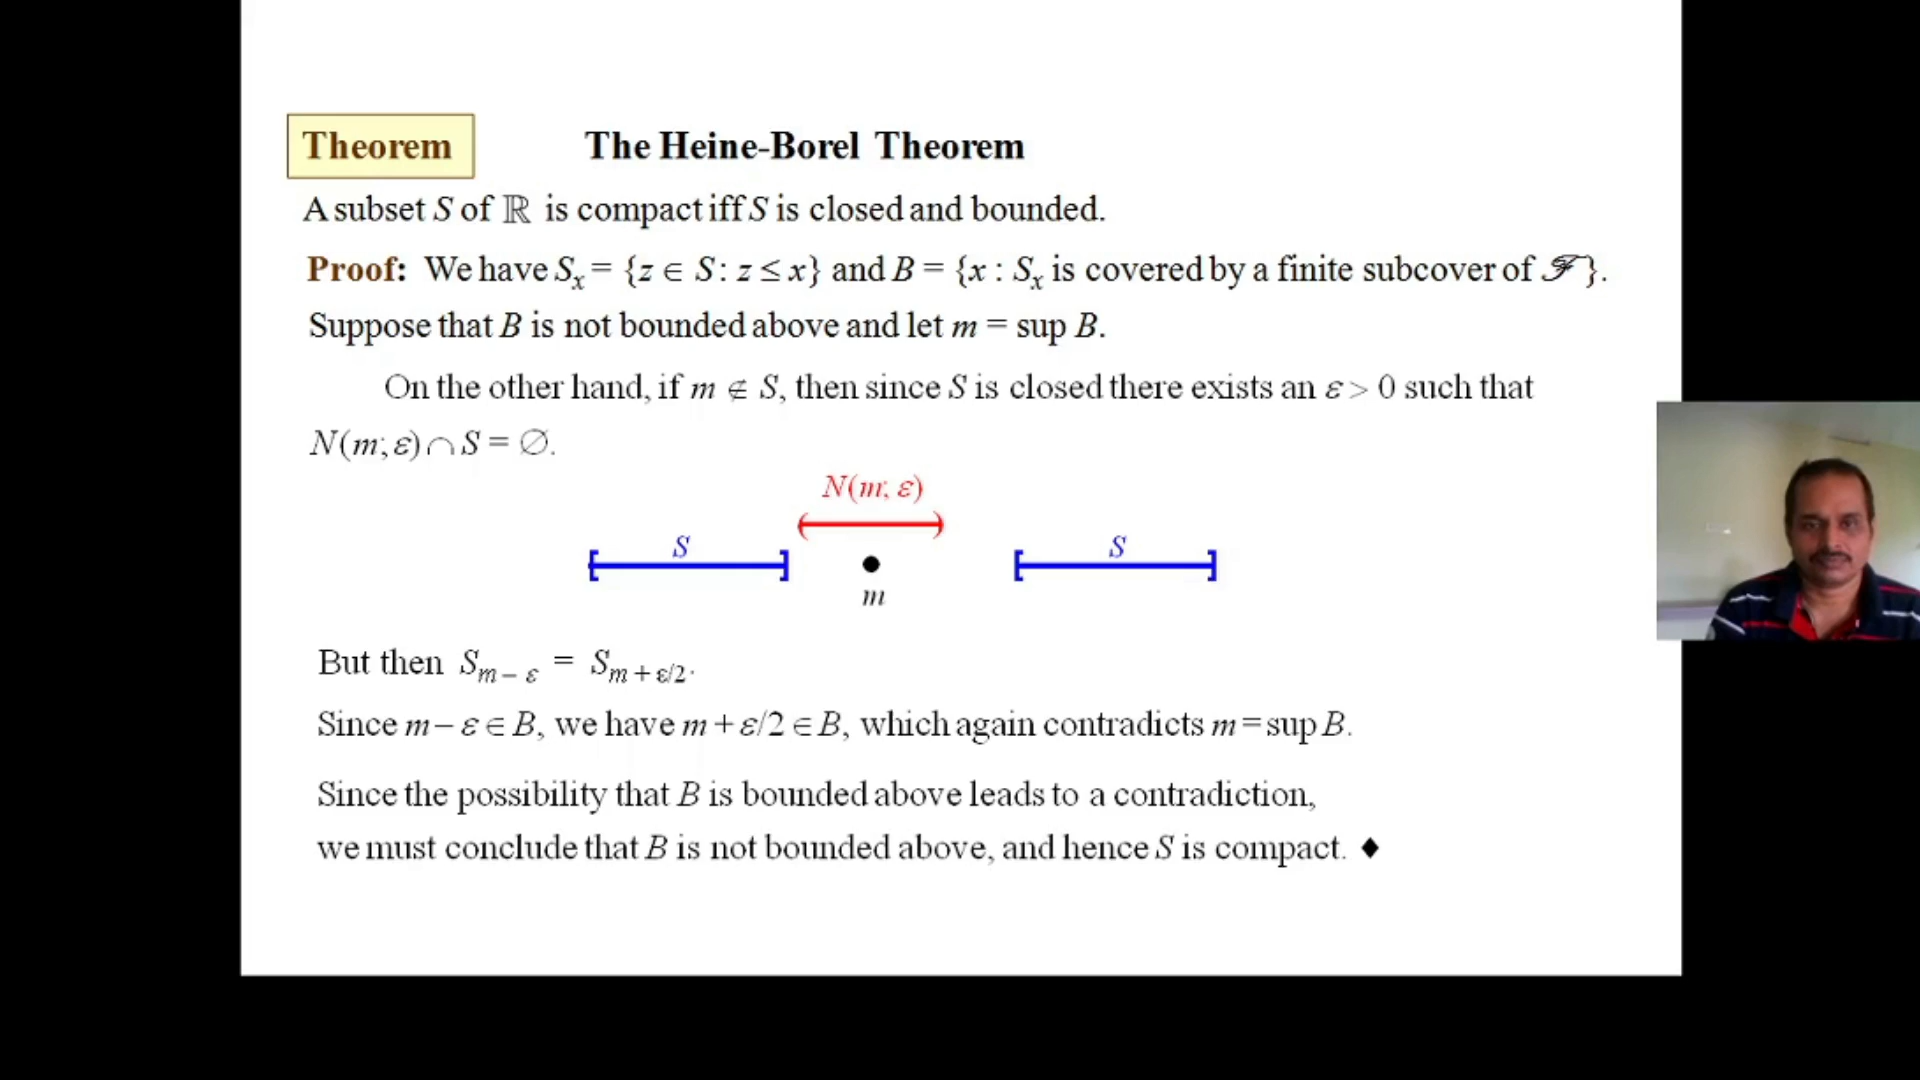 Theorem The Heine-Borel Theorem
A subset S of ℝ is compact iff S is closed and bounded.
Proof: We have Sₓ = {z ∈ S : z ≤ x} and B = {x : Sₓ is covered by a finite subcover of ℱ}.
Suppose that B is not bounded above and let m = sup B.
On the other hand, if m ∉ S, then since S is closed there exists an ε > 0 such that
N(m; ε) ∩ S = ∅.
N(m; ε)
S S
m
But then S_{m – ε} = S_{m + ε/2}.
Since m – ε ∈ B, we have m + ε/2 ∈ B, which again contradicts m = sup B.
Since the possibility that B is bounded above leads to a contradiction,
we must conclude that B is not bounded above, and hence S is compact. ♦